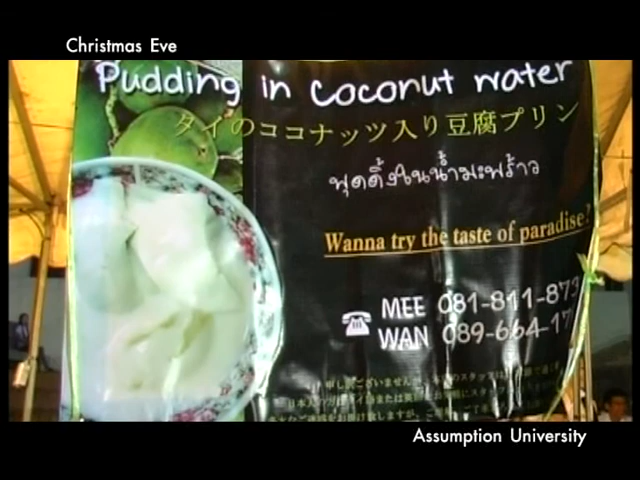 Christmas Eve
Pudding in coconut water
タイのココナッツ入り豆腐プリン
พุดดิ้งในน้ำมะพร้าว
Wanna try the taste of paradise?
MEE 081-811-873
WAN 089-664-17
Assumption University